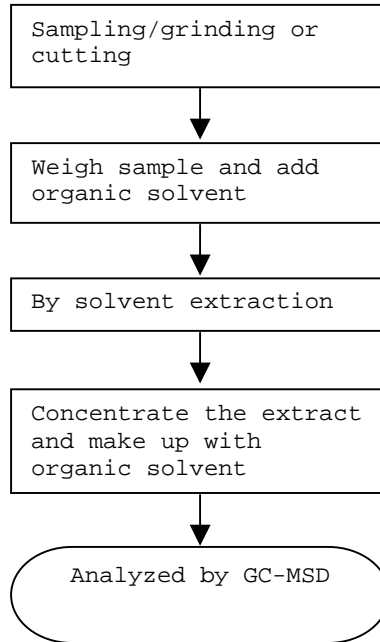 Sampling/grinding or
cutting
Weigh sample and add
organic solvent
By solvent extraction
Concentrate the extract
and make up with
organic solvent
Analyzed by GC-MSD